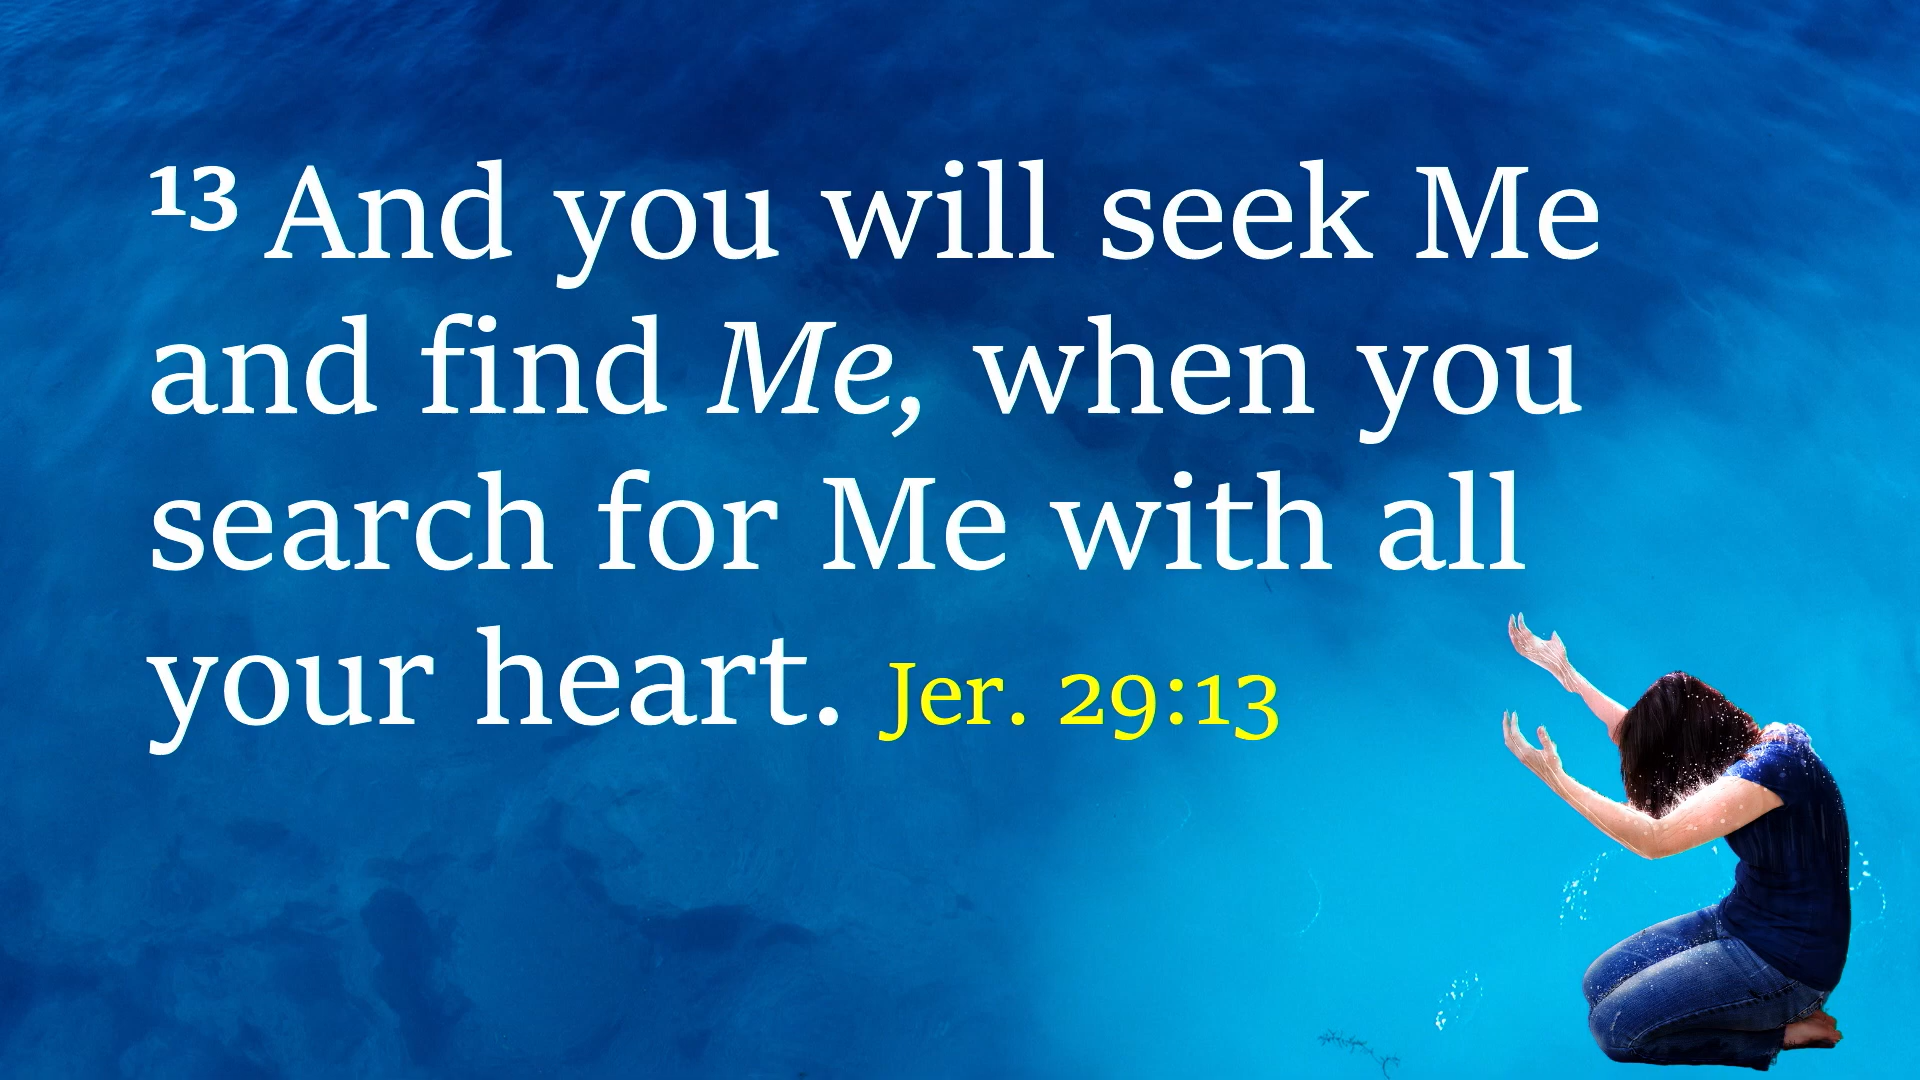 13 And you will seek Me
and find Me, when you
search for Me with all
your heart. Jer. 29:13